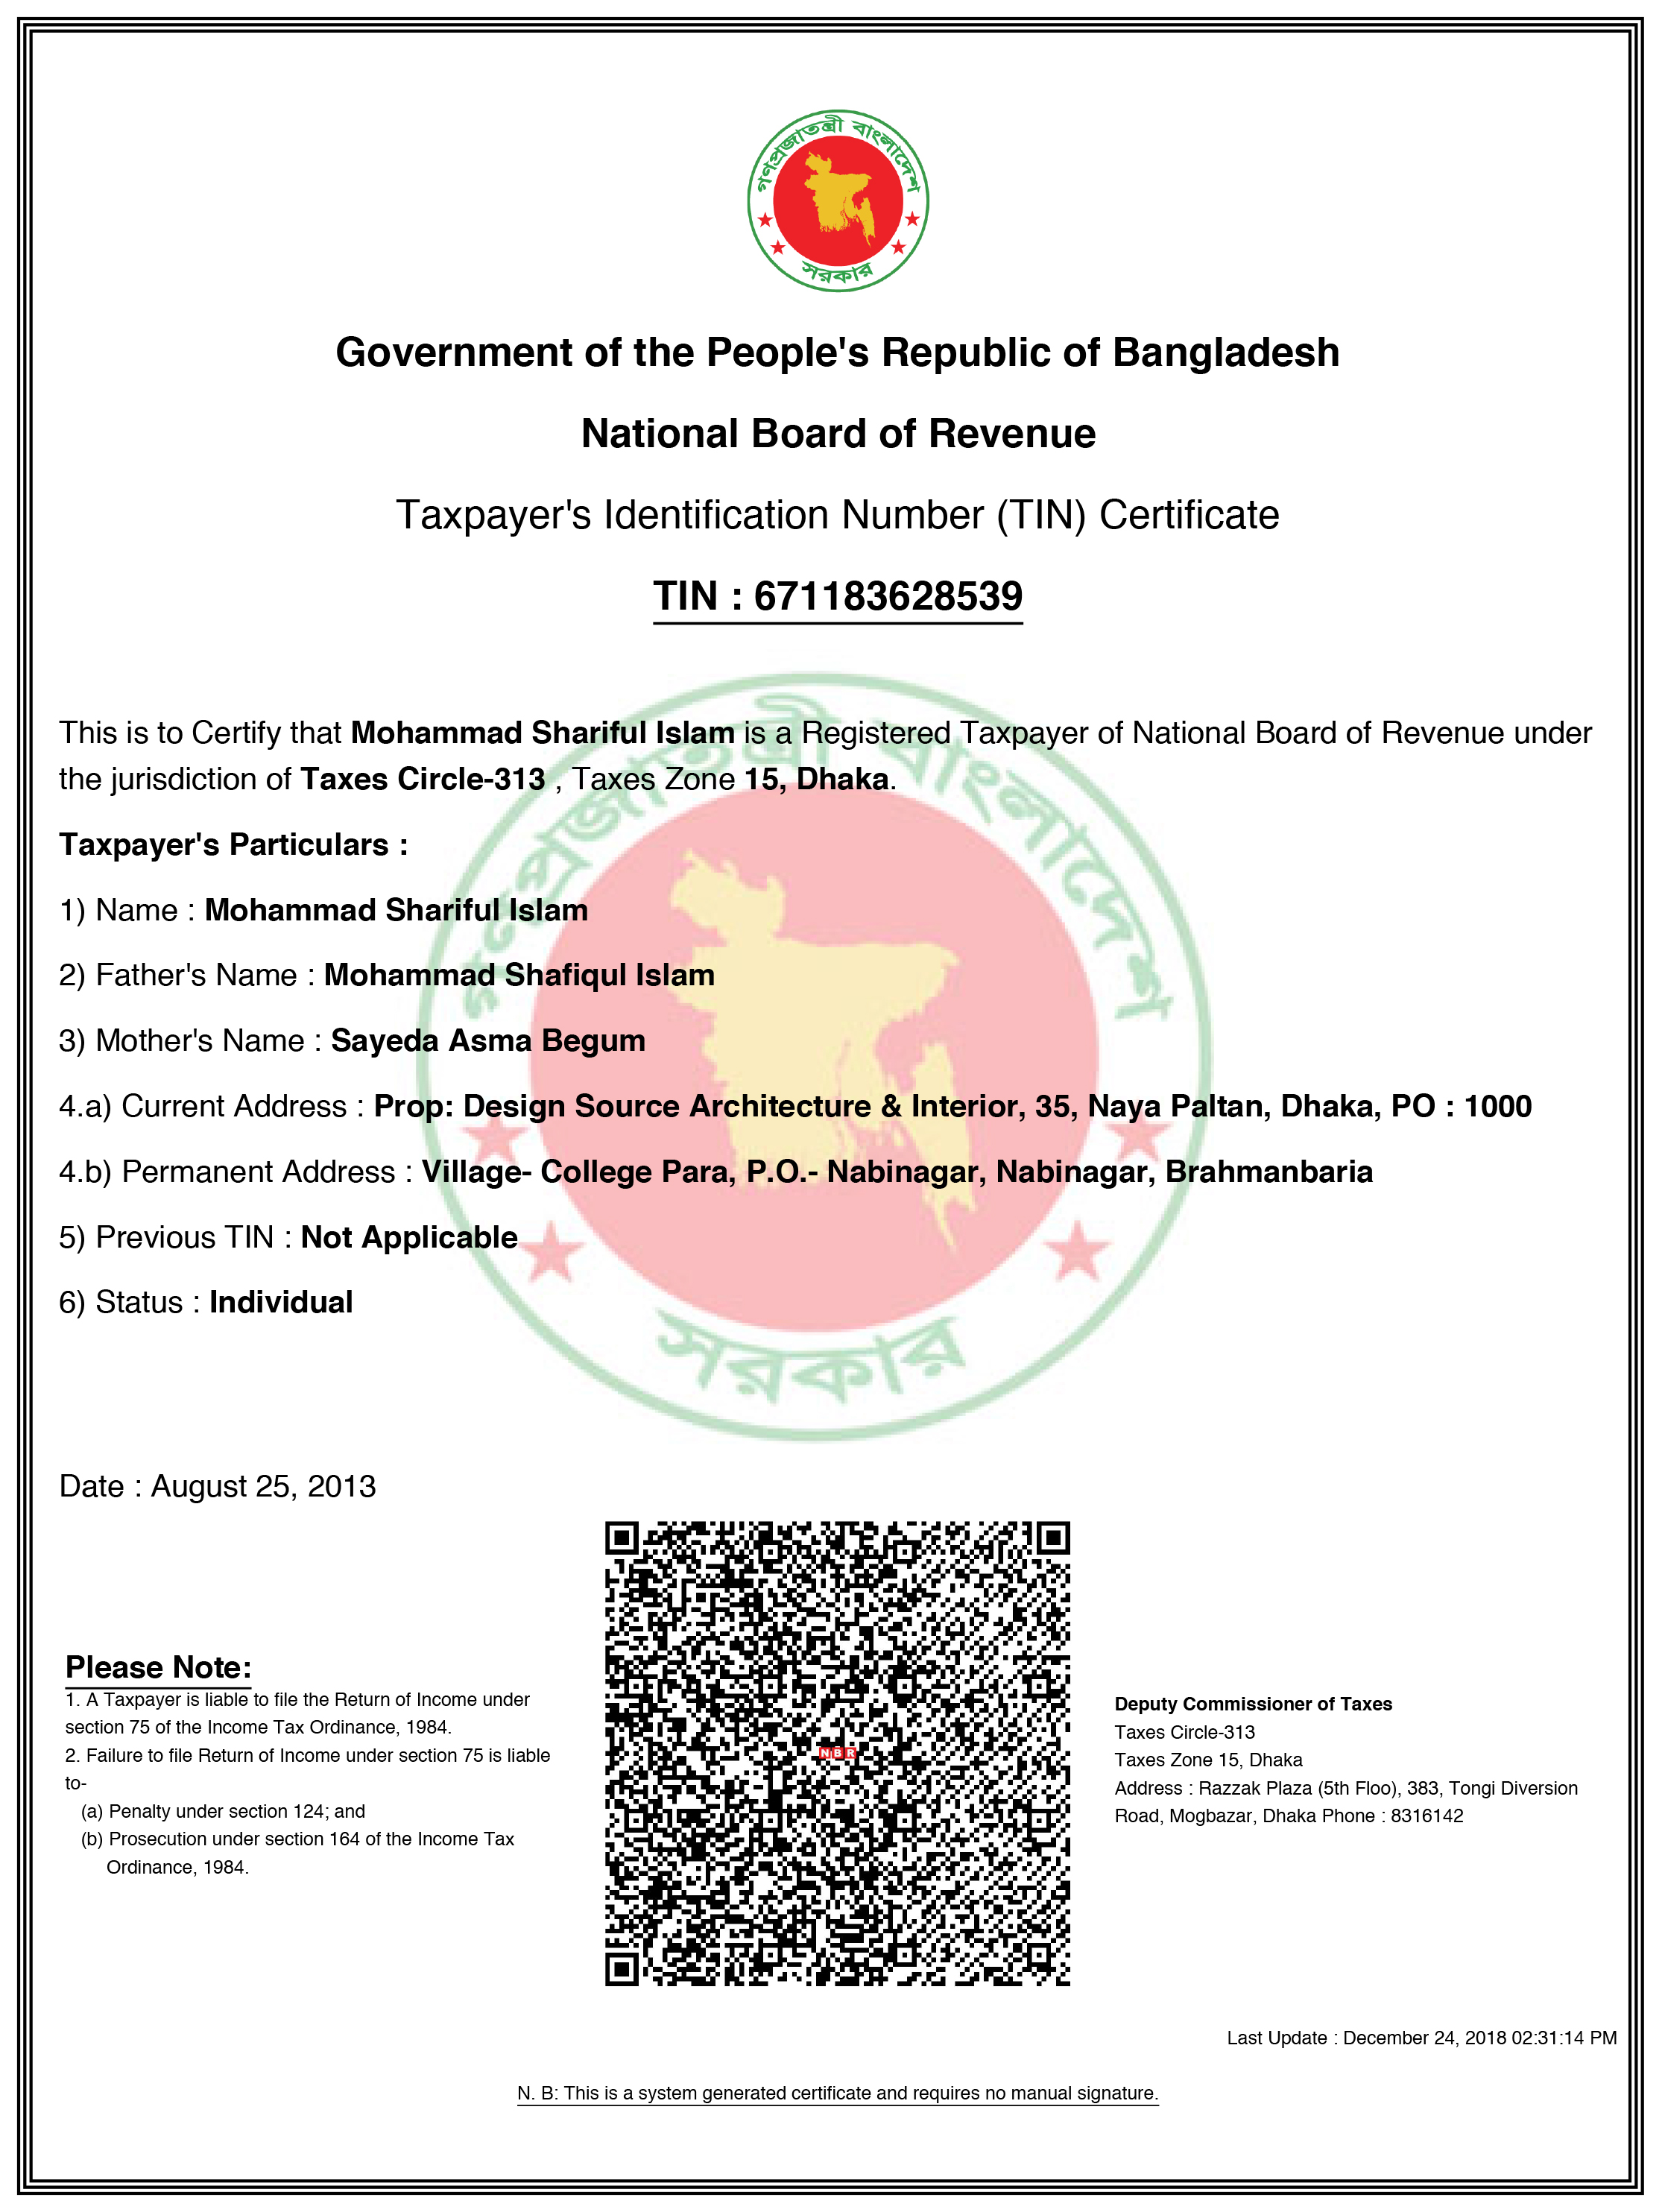 গণপ্রজাতন্ত্রী বাংলাদেশ
সরকার
Government of the People's Republic of Bangladesh
National Board of Revenue
Taxpayer's Identification Number (TIN) Certificate
TIN : 671183628539
গণপ্রজাতন্ত্রী বাংলাদেশ
This is to Certify that Mohammad Shariful Islam is a Registered Taxpayer of National Board of Revenue under
the jurisdiction of Taxes Circle-313 , Taxes Zone 15, Dhaka.
Taxpayer's Particulars :
1) Name : Mohammad Shariful Islam
2) Father's Name : Mohammad Shafiqul Islam
3) Mother's Name : Sayeda Asma Begum
4.a) Current Address : Prop: Design Source Architecture & Interior, 35, Naya Paltan, Dhaka, PO : 1000
4.b) Permanent Address : Village- College Para, P.O.- Nabinagar, Nabinagar, Brahmanbaria
5) Previous TIN : Not Applicable
6) Status : Individual
সরকার
Date : August 25, 2013
Please Note:
1. A Taxpayer is liable to file the Return of Income under
section 75 of the Income Tax Ordinance, 1984.
2. Failure to file Return of Income under section 75 is liable
to-
(a) Penalty under section 124; and
(b) Prosecution under section 164 of the Income Tax
Ordinance, 1984.
NBR
Deputy Commissioner of Taxes
Taxes Circle-313
Taxes Zone 15, Dhaka
Address : Razzak Plaza (5th Floo), 383, Tongi Diversion
Road, Mogbazar, Dhaka Phone : 8316142
Last Update : December 24, 2018 02:31:14 PM
N. B: This is a system generated certificate and requires no manual signature.